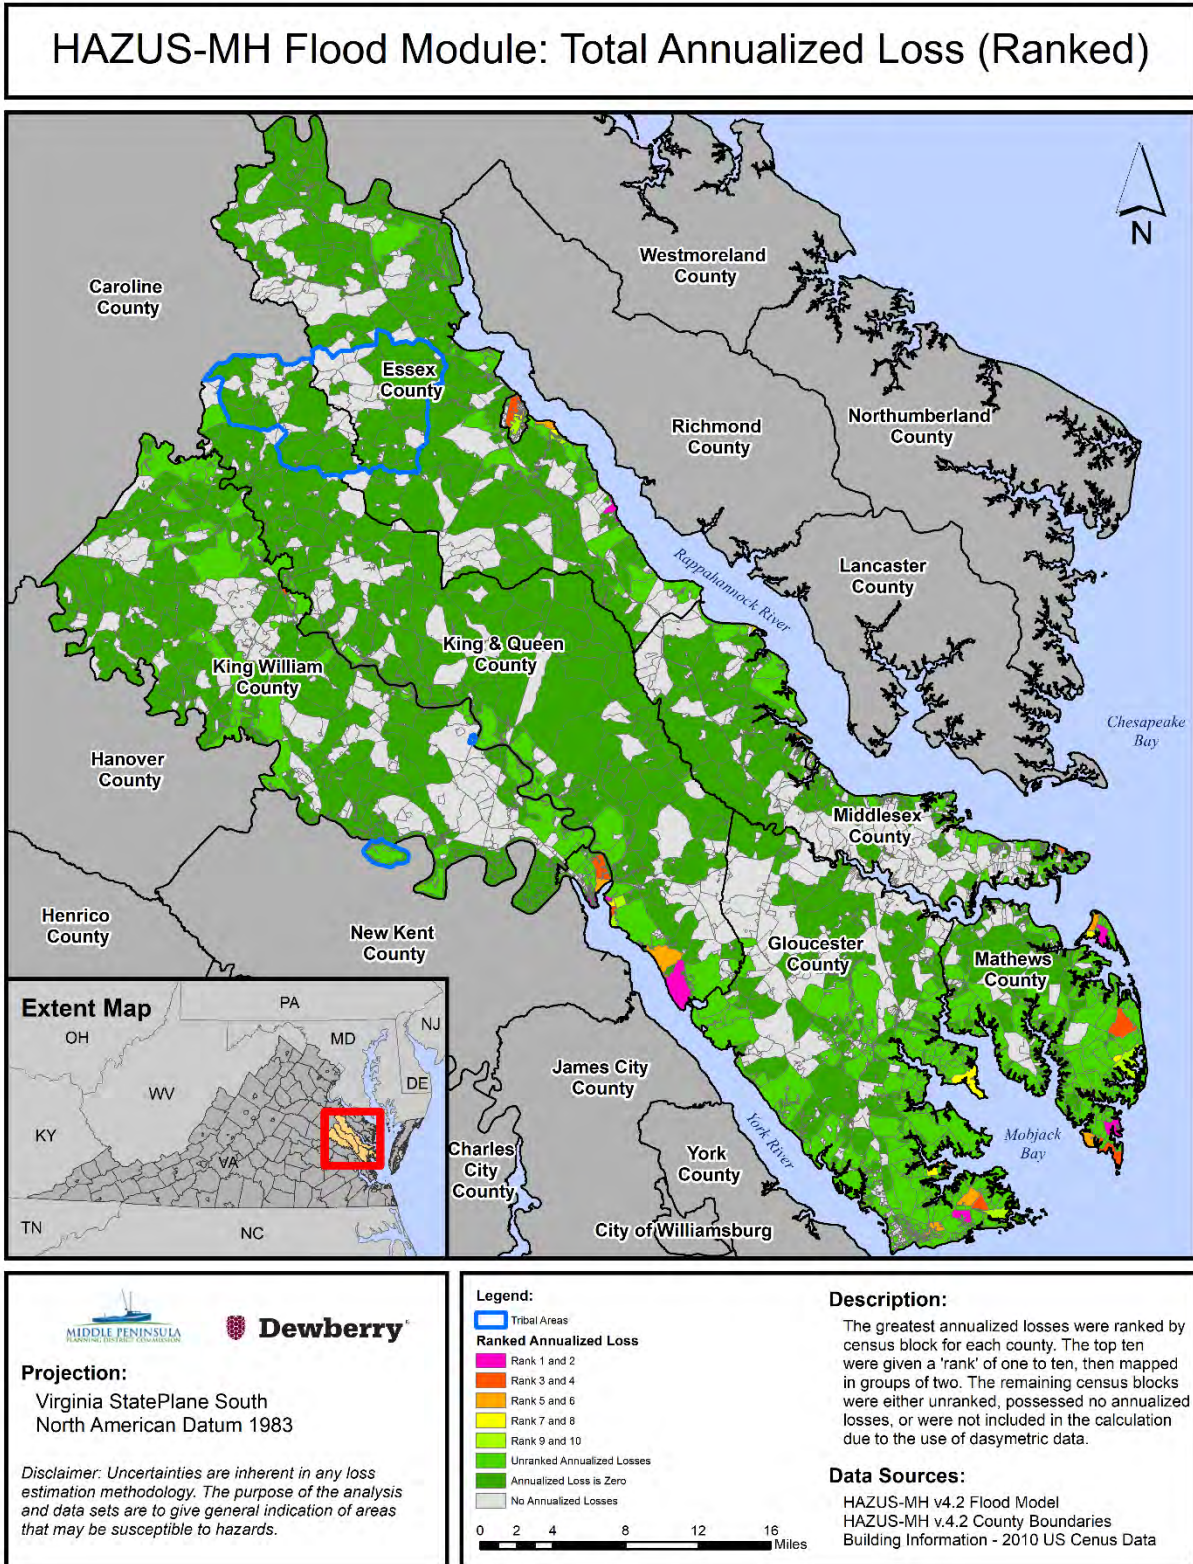 HAZUS-MH Flood Module: Total Annualized Loss (Ranked)
N
Westmoreland
County
Caroline
County
Essex
County
Northumberland
County
Richmond
County
Lancaster
County
Rappahannock River
King & Queen
County
King William
County
Chesapeake
Bay
Hanover
County
Middlesex
County
Henrico
County
New Kent
County
Gloucester
County
Mathews
County
James City
County
York River
Mobjack
Bay
Charles
City
County
York
County
City of Williamsburg
Extent Map
PA
OH
MD
NJ
WV
DE
KY
VA
TN
NC
MIDDLE PENINSULA
PLANNING DISTRICT COMMISSION
Dewberry
Projection:
Virginia StatePlane South
North American Datum 1983
Disclaimer: Uncertainties are inherent in any loss
estimation methodology. The purpose of the analysis
and data sets are to give general indication of areas
that may be susceptible to hazards.
Legend:
Tribal Areas
Ranked Annualized Loss
Rank 1 and 2
Rank 3 and 4
Rank 5 and 6
Rank 7 and 8
Rank 9 and 10
Unranked Annualized Losses
Annualized Loss is Zero
No Annualized Losses
0 2 4 8 12 16
Miles
Description:
The greatest annualized losses were ranked by
census block for each county. The top ten
were given a 'rank' of one to ten, then mapped
in groups of two. The remaining census blocks
were either unranked, possessed no annualized
losses, or were not included in the calculation
due to the use of dasymetric data.
Data Sources:
HAZUS-MH v4.2 Flood Model
HAZUS-MH v.4.2 County Boundaries
Building Information - 2010 US Cenus Data